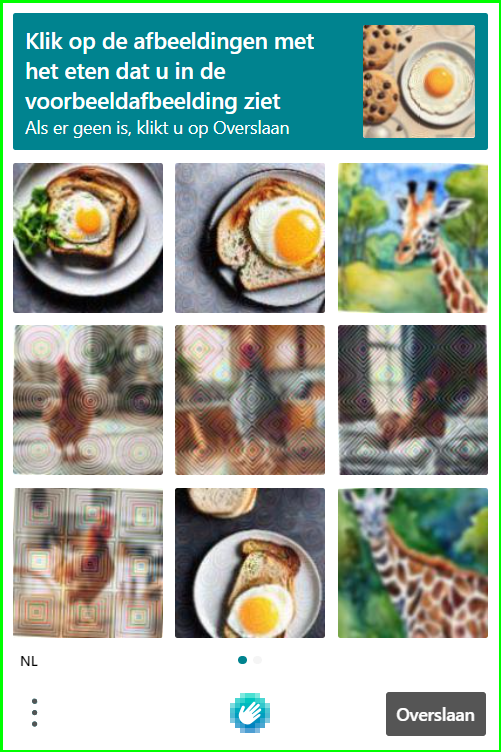 Klik op de afbeeldingen met
het eten dat u in de
voorbeeldafbeelding ziet
Als er geen is, klikt u op Overslaan
NL
Overslaan